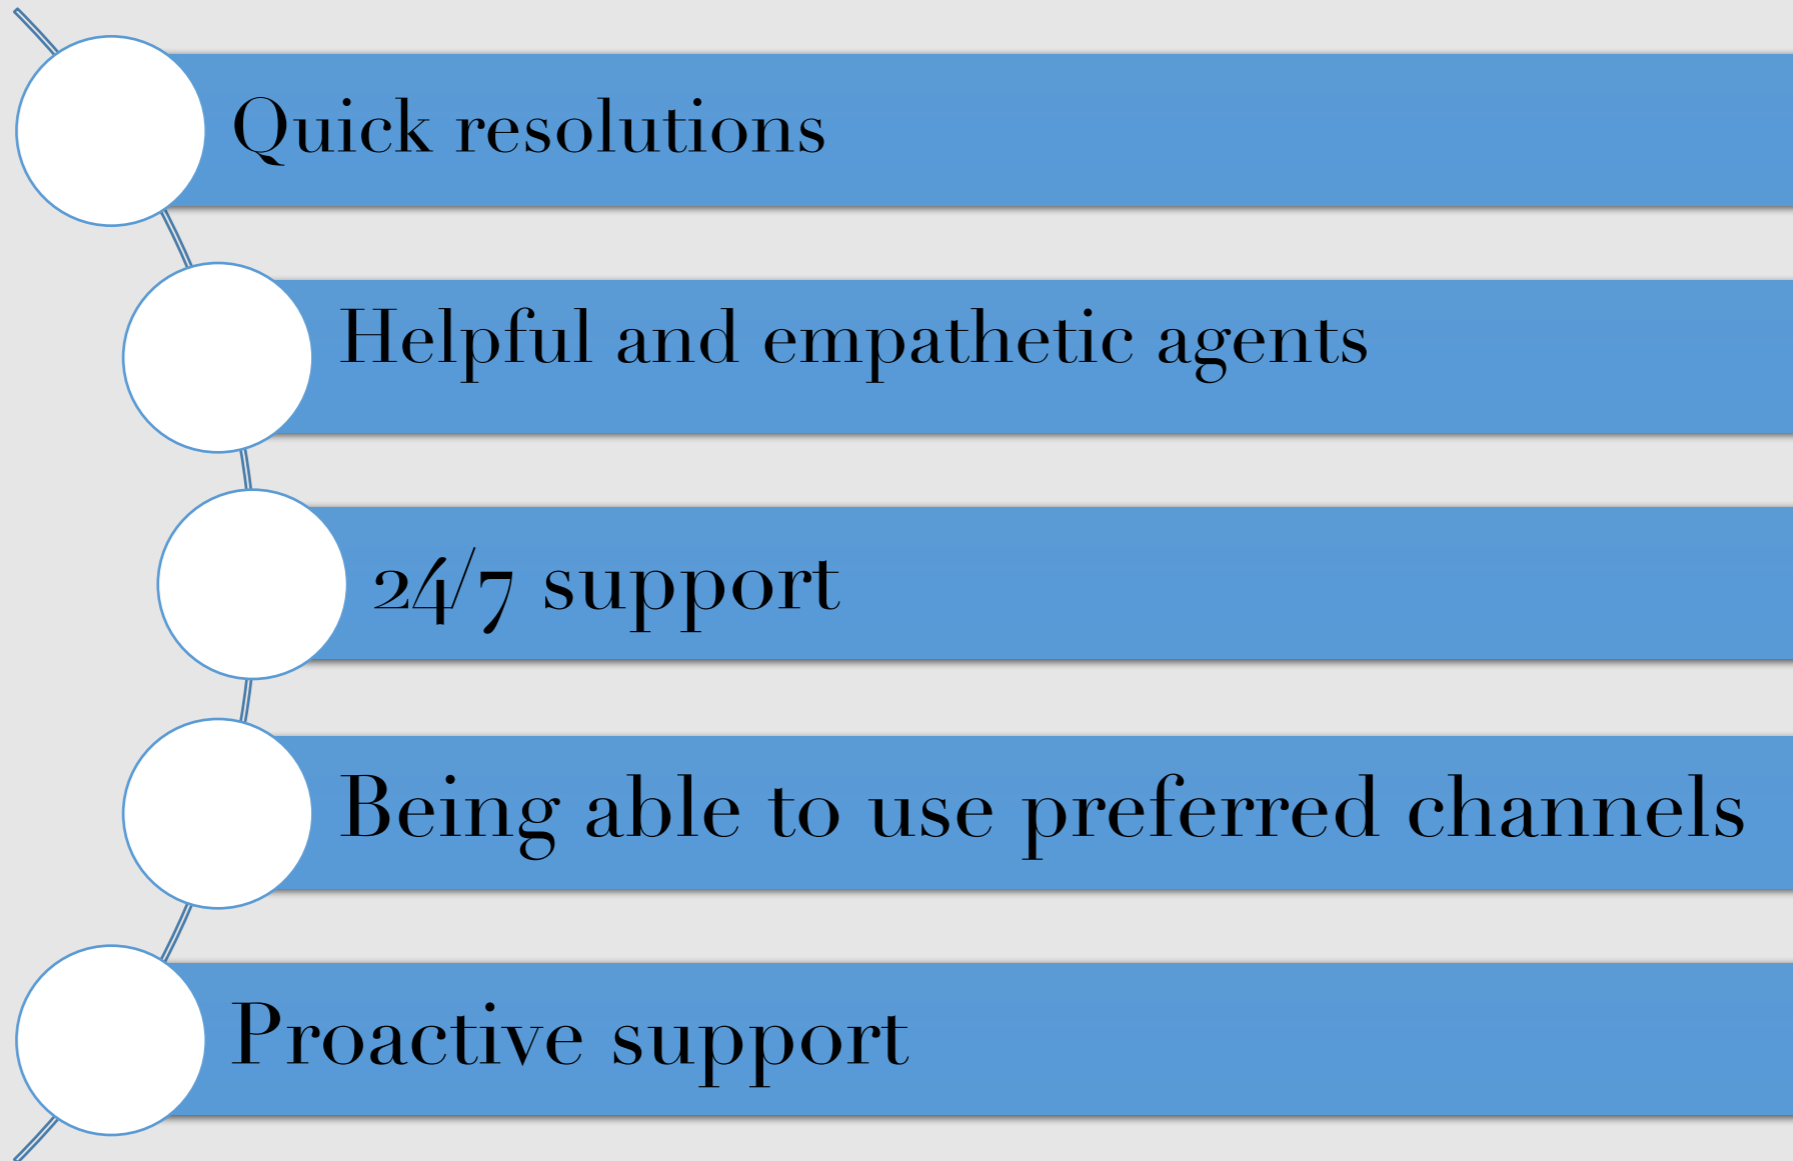 Quick resolutions
Helpful and empathetic agents
24/7 support
Being able to use preferred channels
Proactive support